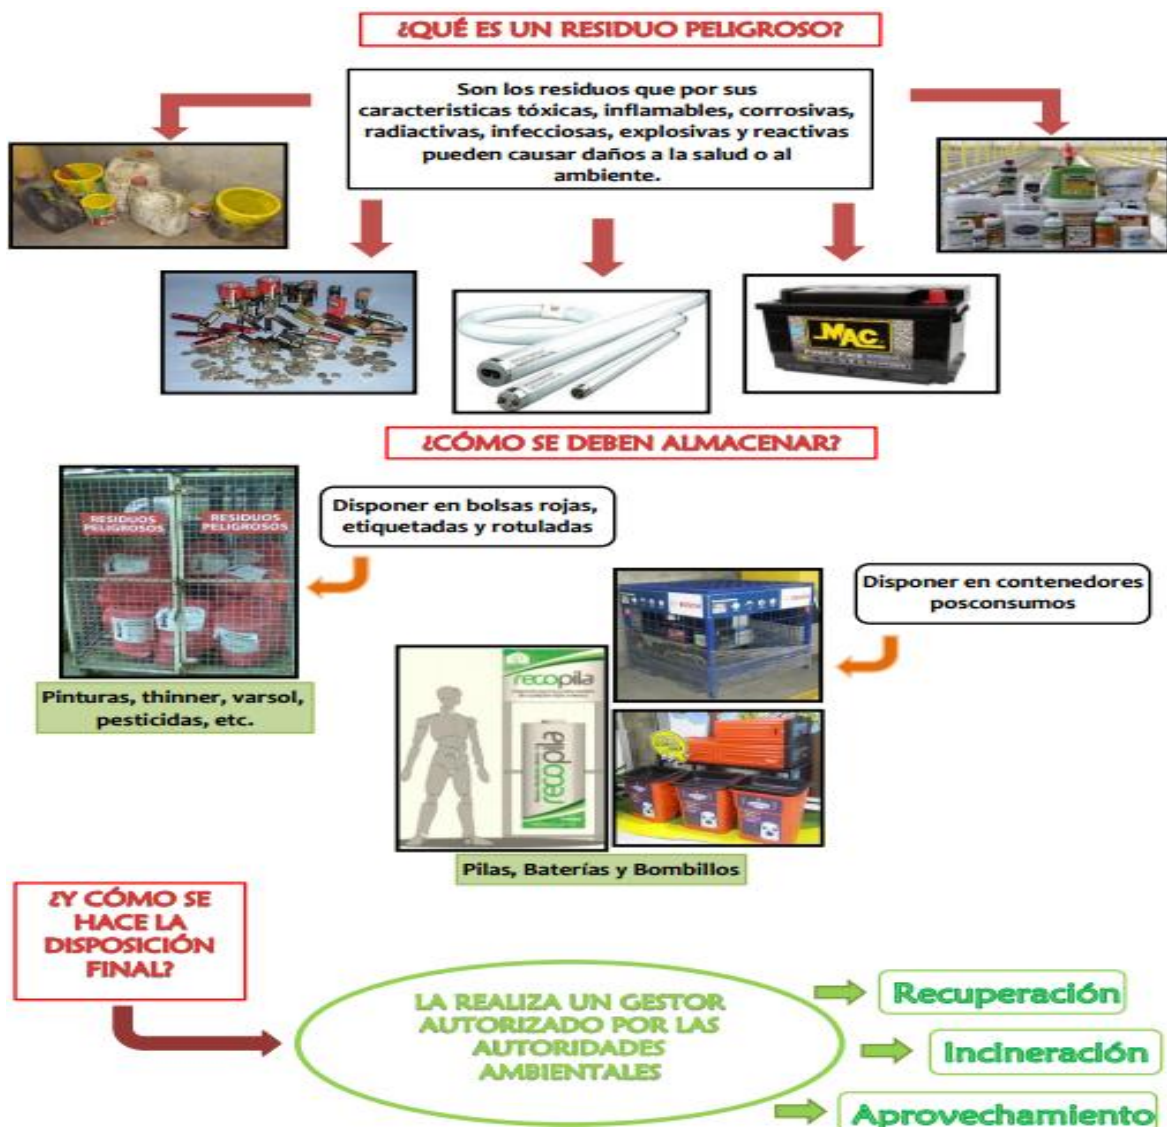 ¿QUÉ ES UN RESIDUO PELIGROSO?
Son los residuos que por sus
caracteristicas tóxicas, inflamables, corrosivas,
radiactivas, infecciosas, explosivas y reactivas
pueden causar daños a la salud o al
ambiente.
MAC
¿CÓMO SE DEBEN ALMACENAR?
RESIDUOS
PELIGROSOS
RESIDUOS
PELIGROSOS
Disponer en bolsas rojas,
etiquetadas y rotuladas
Disponer en contenedores
posconsumos
Pinturas, thinner, varsol,
pesticidas, etc.
recopila
recopila
Pilas, Baterías y Bombillos
¿Y CÓMO SE
HACE LA
DISPOSICIÓN
FINAL?
LA REALIZA UN GESTOR
AUTORIZADO POR LAS
AUTORIDADES
AMBIENTALES
Recuperación
Incineración
Aprovechamiento